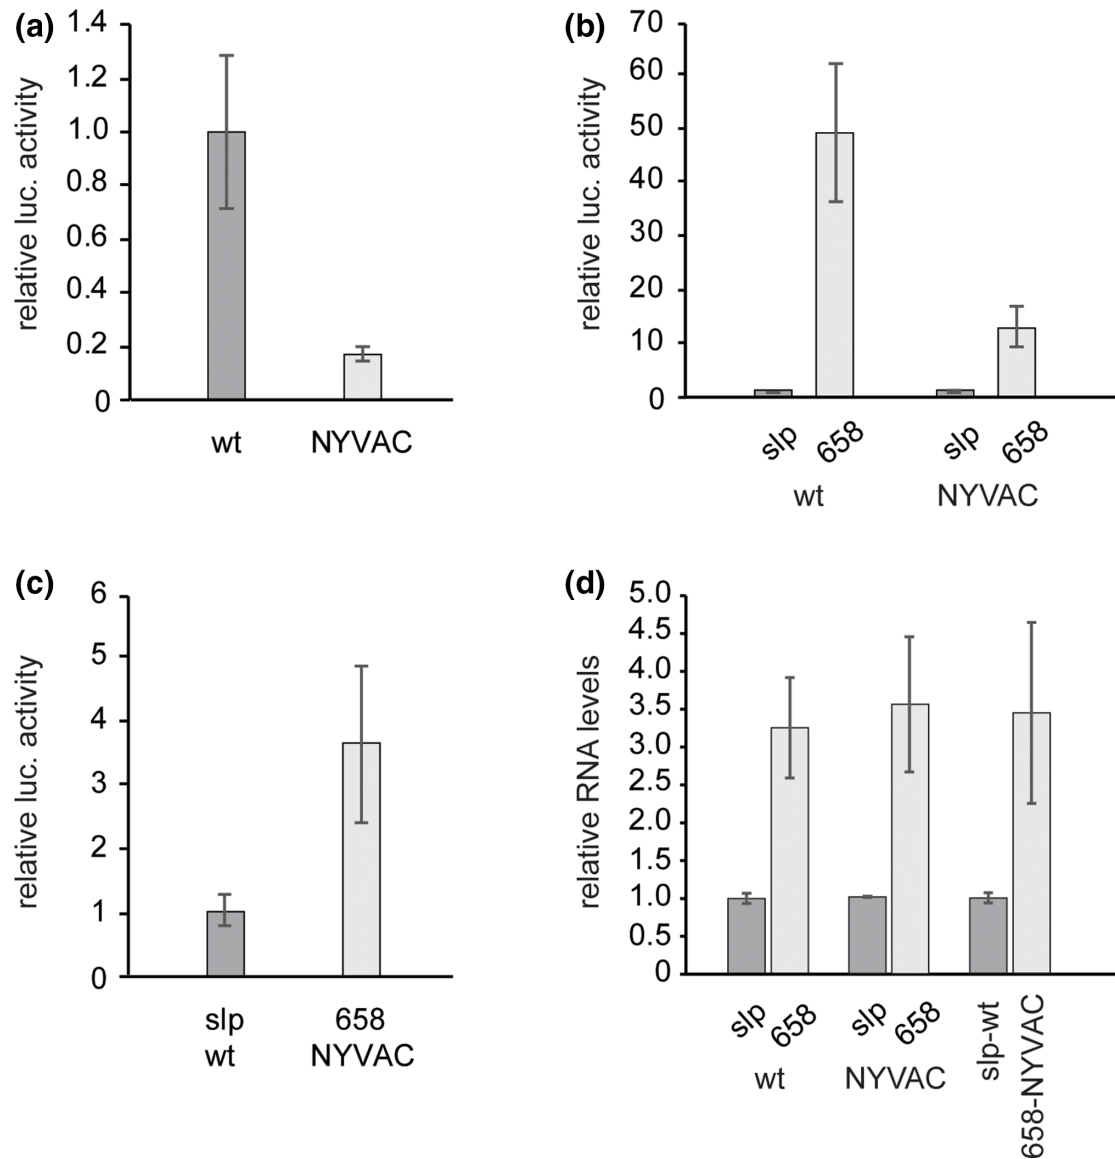 (a)
relative luc. activity
1.4
1.2
1.0
0.8
0.6
0.4
0.2
0
wt NYVAC
(b)
relative luc. activity
70
60
50
40
30
20
10
0
slp 658 slp 658
wt NYVAC
(c)
relative luc. activity
6
5
4
3
2
1
0
slp 658
wt NYVAC
(d)
relative RNA levels
5.0
4.5
4.0
3.5
3.0
2.5
2.0
1.5
1.0
0.5
0
slp 658 slp 658 slp-wt 658-NYVAC
wt NYVAC